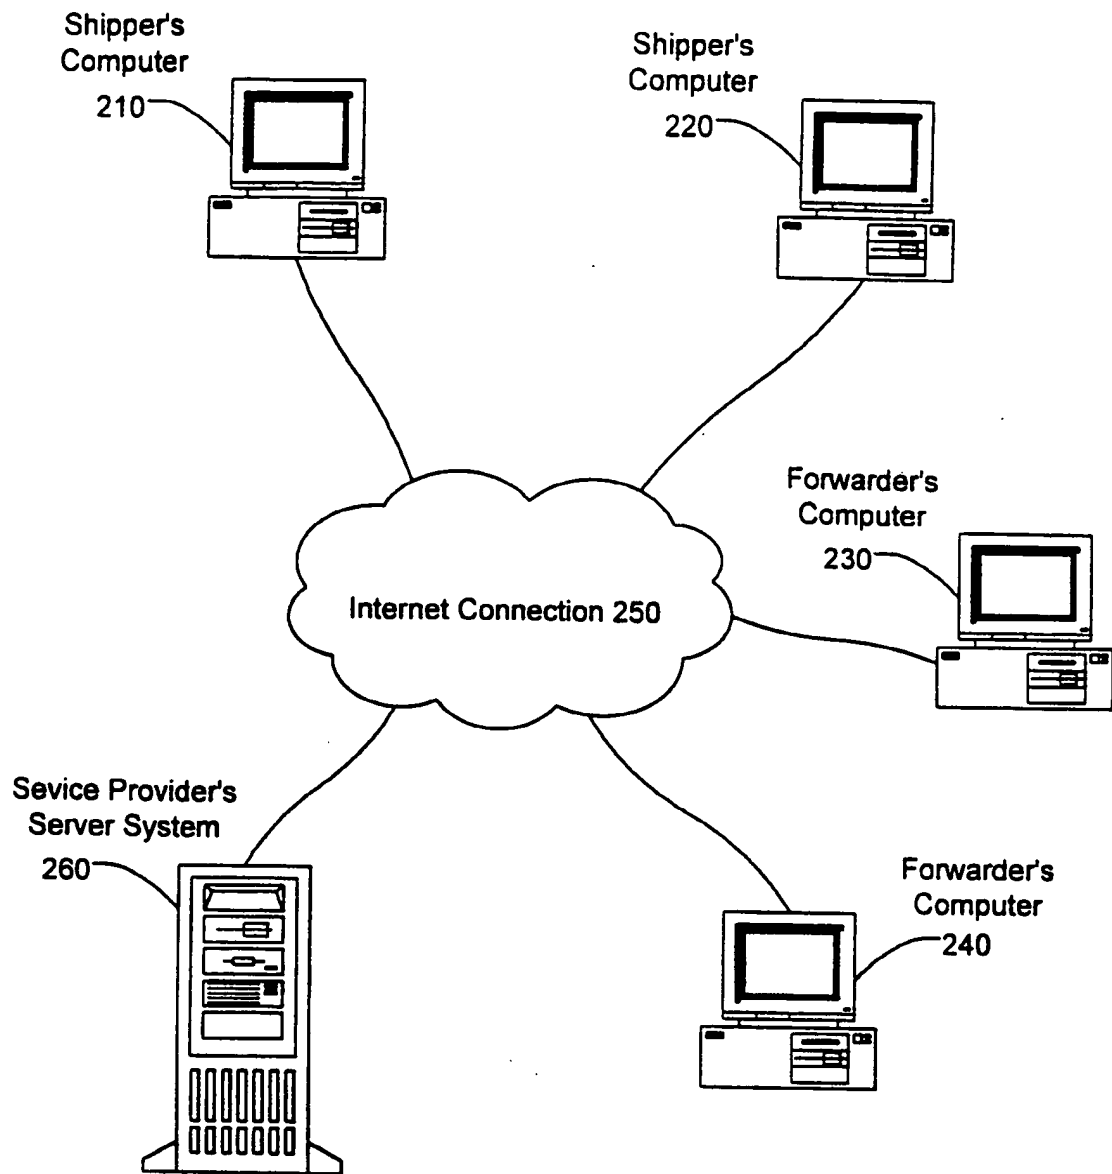 Shipper's
Computer
210
Shipper's
Computer
220
Forwarder's
Computer
230
Internet Connection 250
Sevice Provider's
Server System
260
Forwarder's
Computer
240